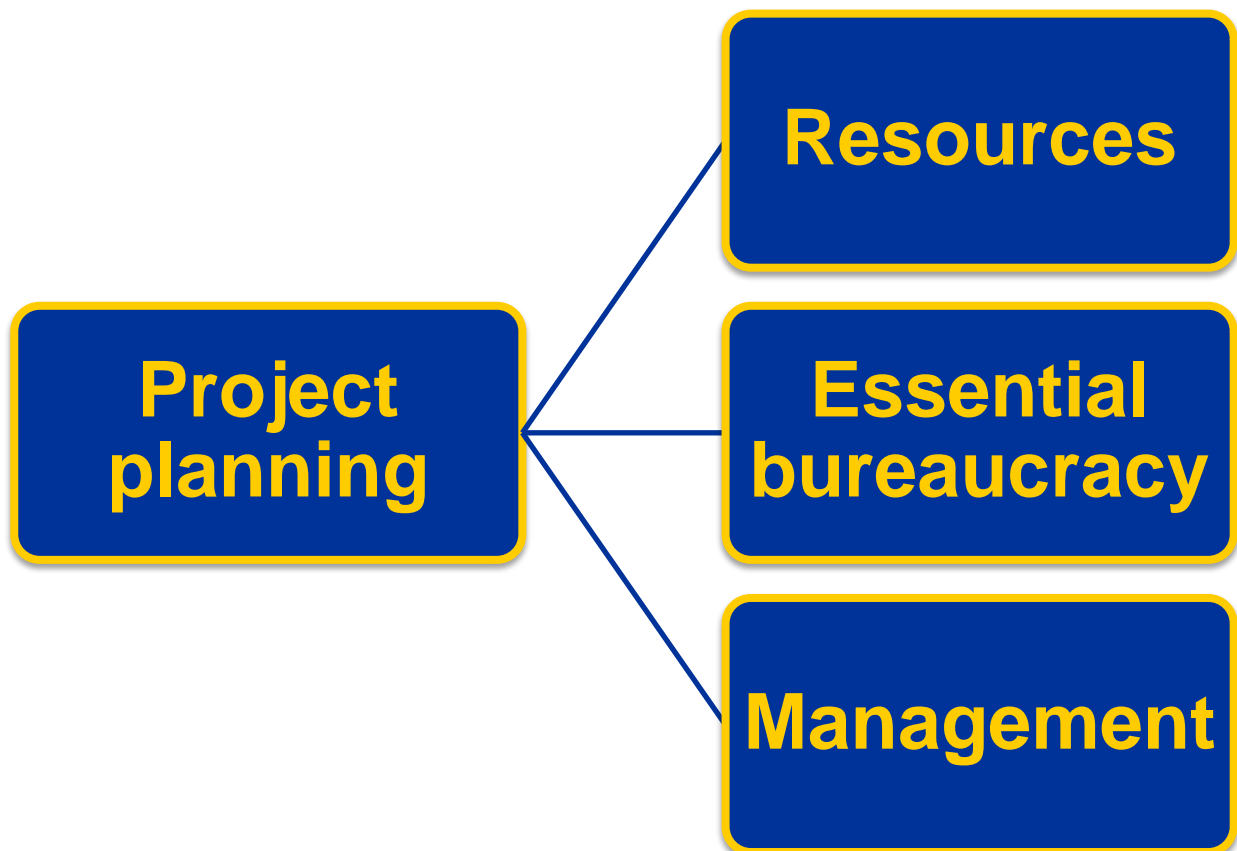 Resources
Project
planning
Essential
bureaucracy
Management